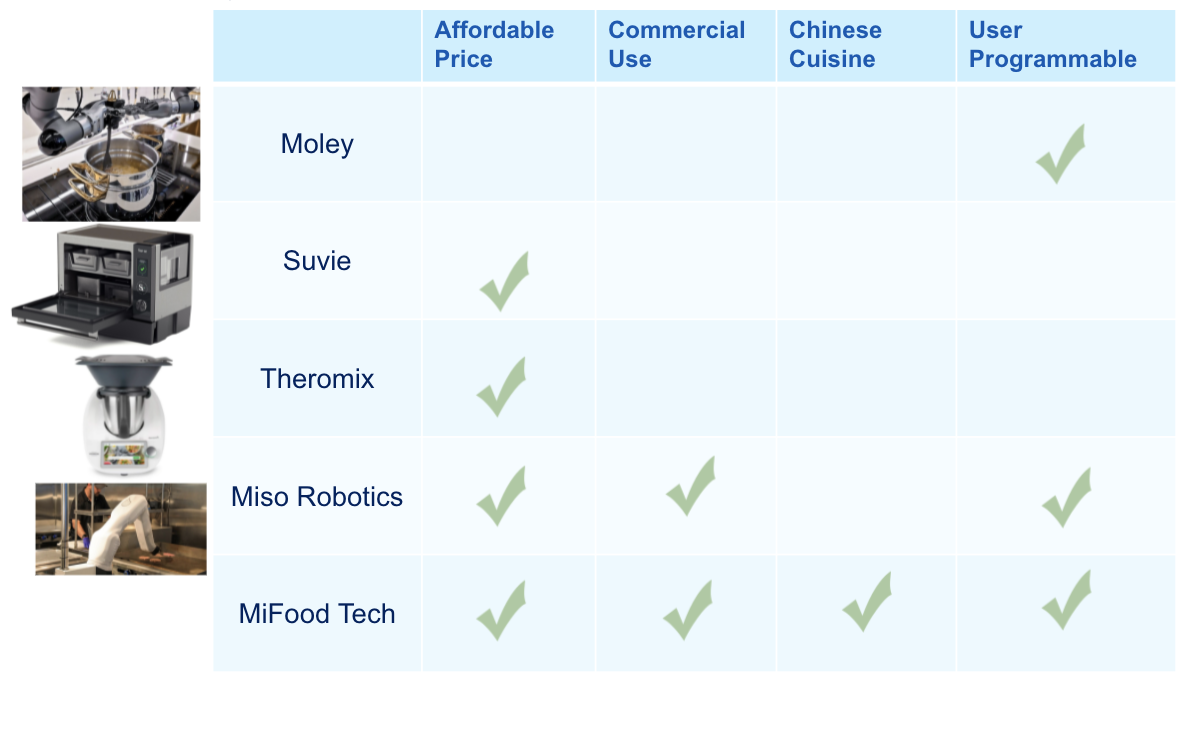 Affordable
Price
Commercial
Use
Chinese
Cuisine
User
Programmable
Moley
Suvie
Theromix
Miso Robotics
MiFood Tech